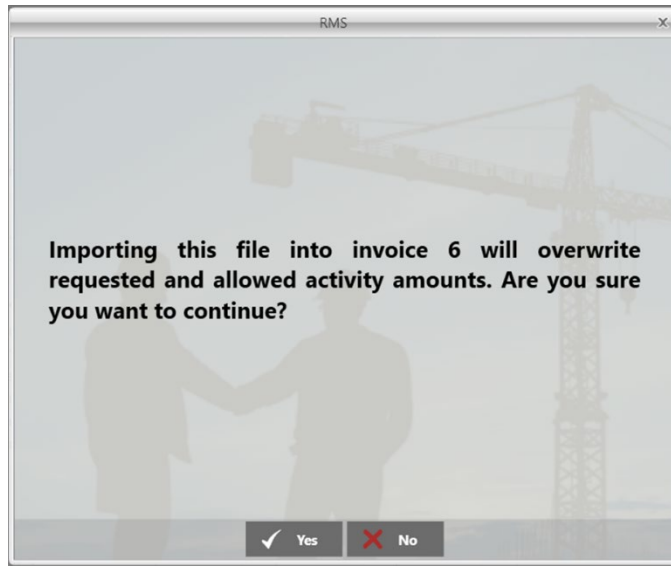 RMS
Importing this file into invoice 6 will overwrite
requested and allowed activity amounts. Are you sure
you want to continue?
Yes No